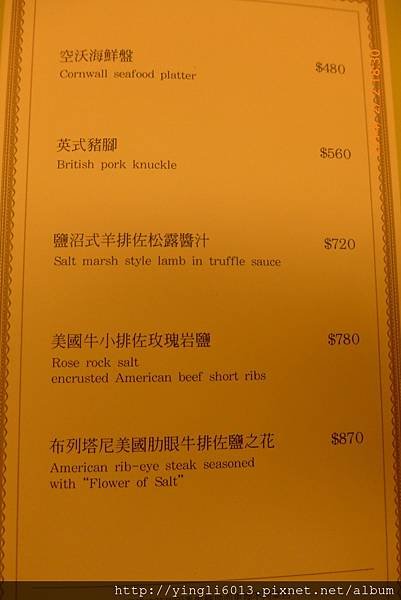 空沃海鮮盤
$480
Cornwall seafood platter
英式豬腳
$560
British pork knuckle
鹽沼式羊排佐松露醬汁
$720
Salt marsh style lamb in truffle sauce
美國牛小排佐玫瑰岩鹽
$780
Rose rock salt
encrusted American beef short ribs
布列塔尼美國肋眼牛排佐鹽之花
$870
American rib-eye steak seasoned
with "Flower of Salt"
http://yingli6013.pixnet.net/album